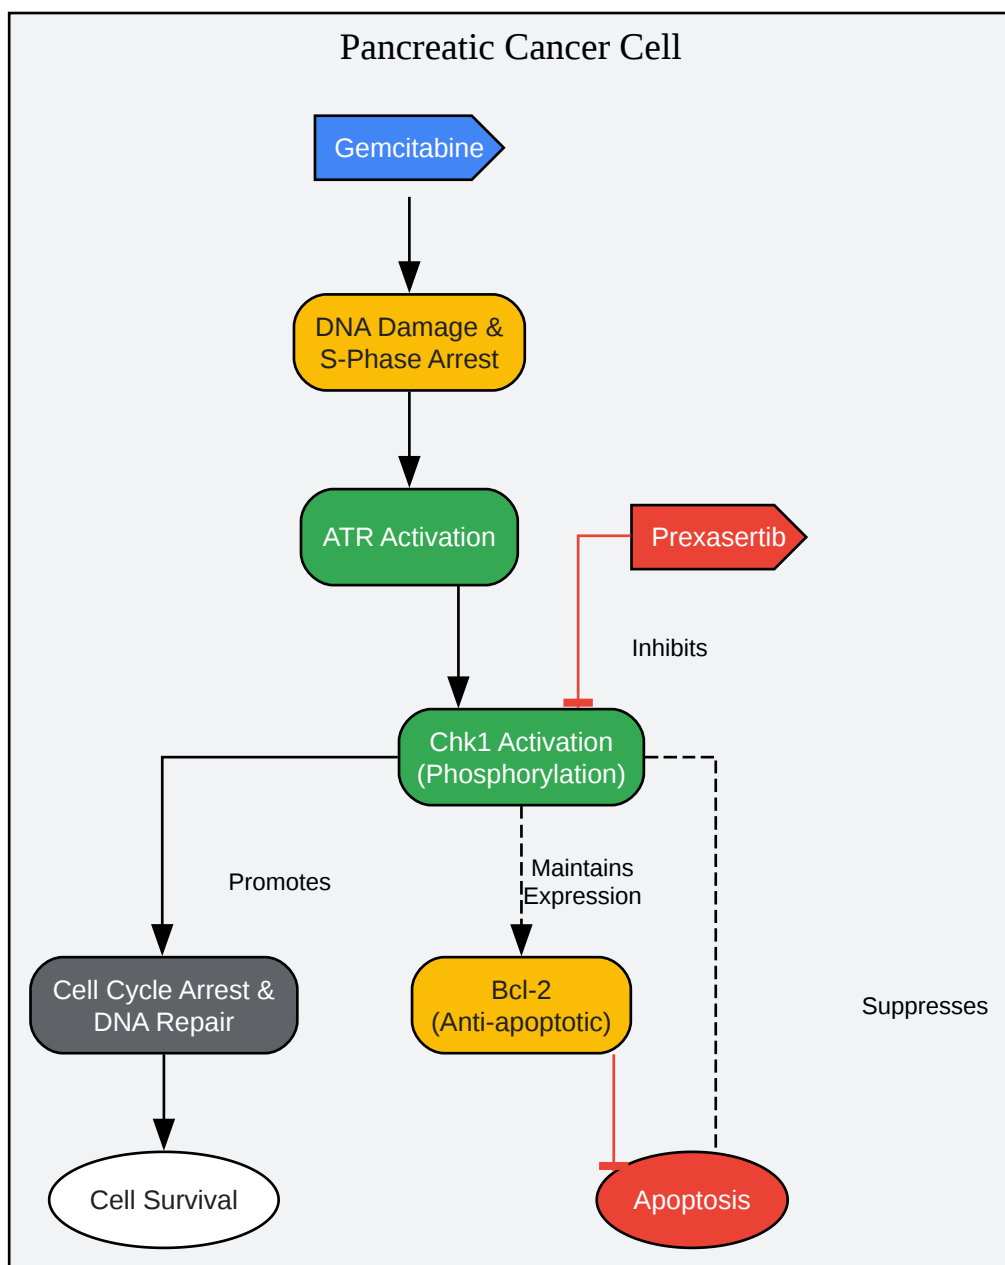 Pancreatic Cancer Cell
Gemcitabine
DNA Damage &
S-Phase Arrest
ATR Activation
Prexasertib
Inhibits
Chk1 Activation
(Phosphorylation)
Promotes
Maintains
Expression
Cell Cycle Arrest &
DNA Repair
Bcl-2
(Anti-apoptotic)
Suppresses
Cell Survival
Apoptosis